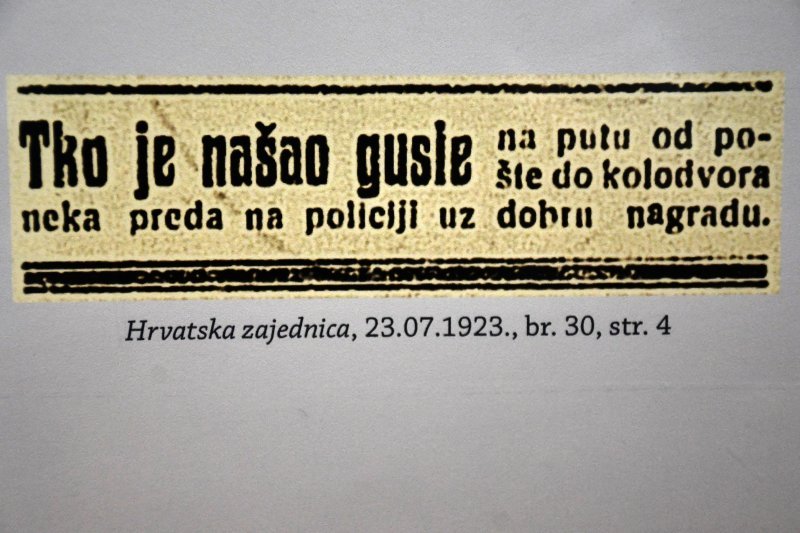 Tko je našao gusle na putu od po-
šte do kolodvora
neka preda na policiji uz dobru nagradu.
Hrvatska zajednica, 23.07.1923., br. 30, str. 4